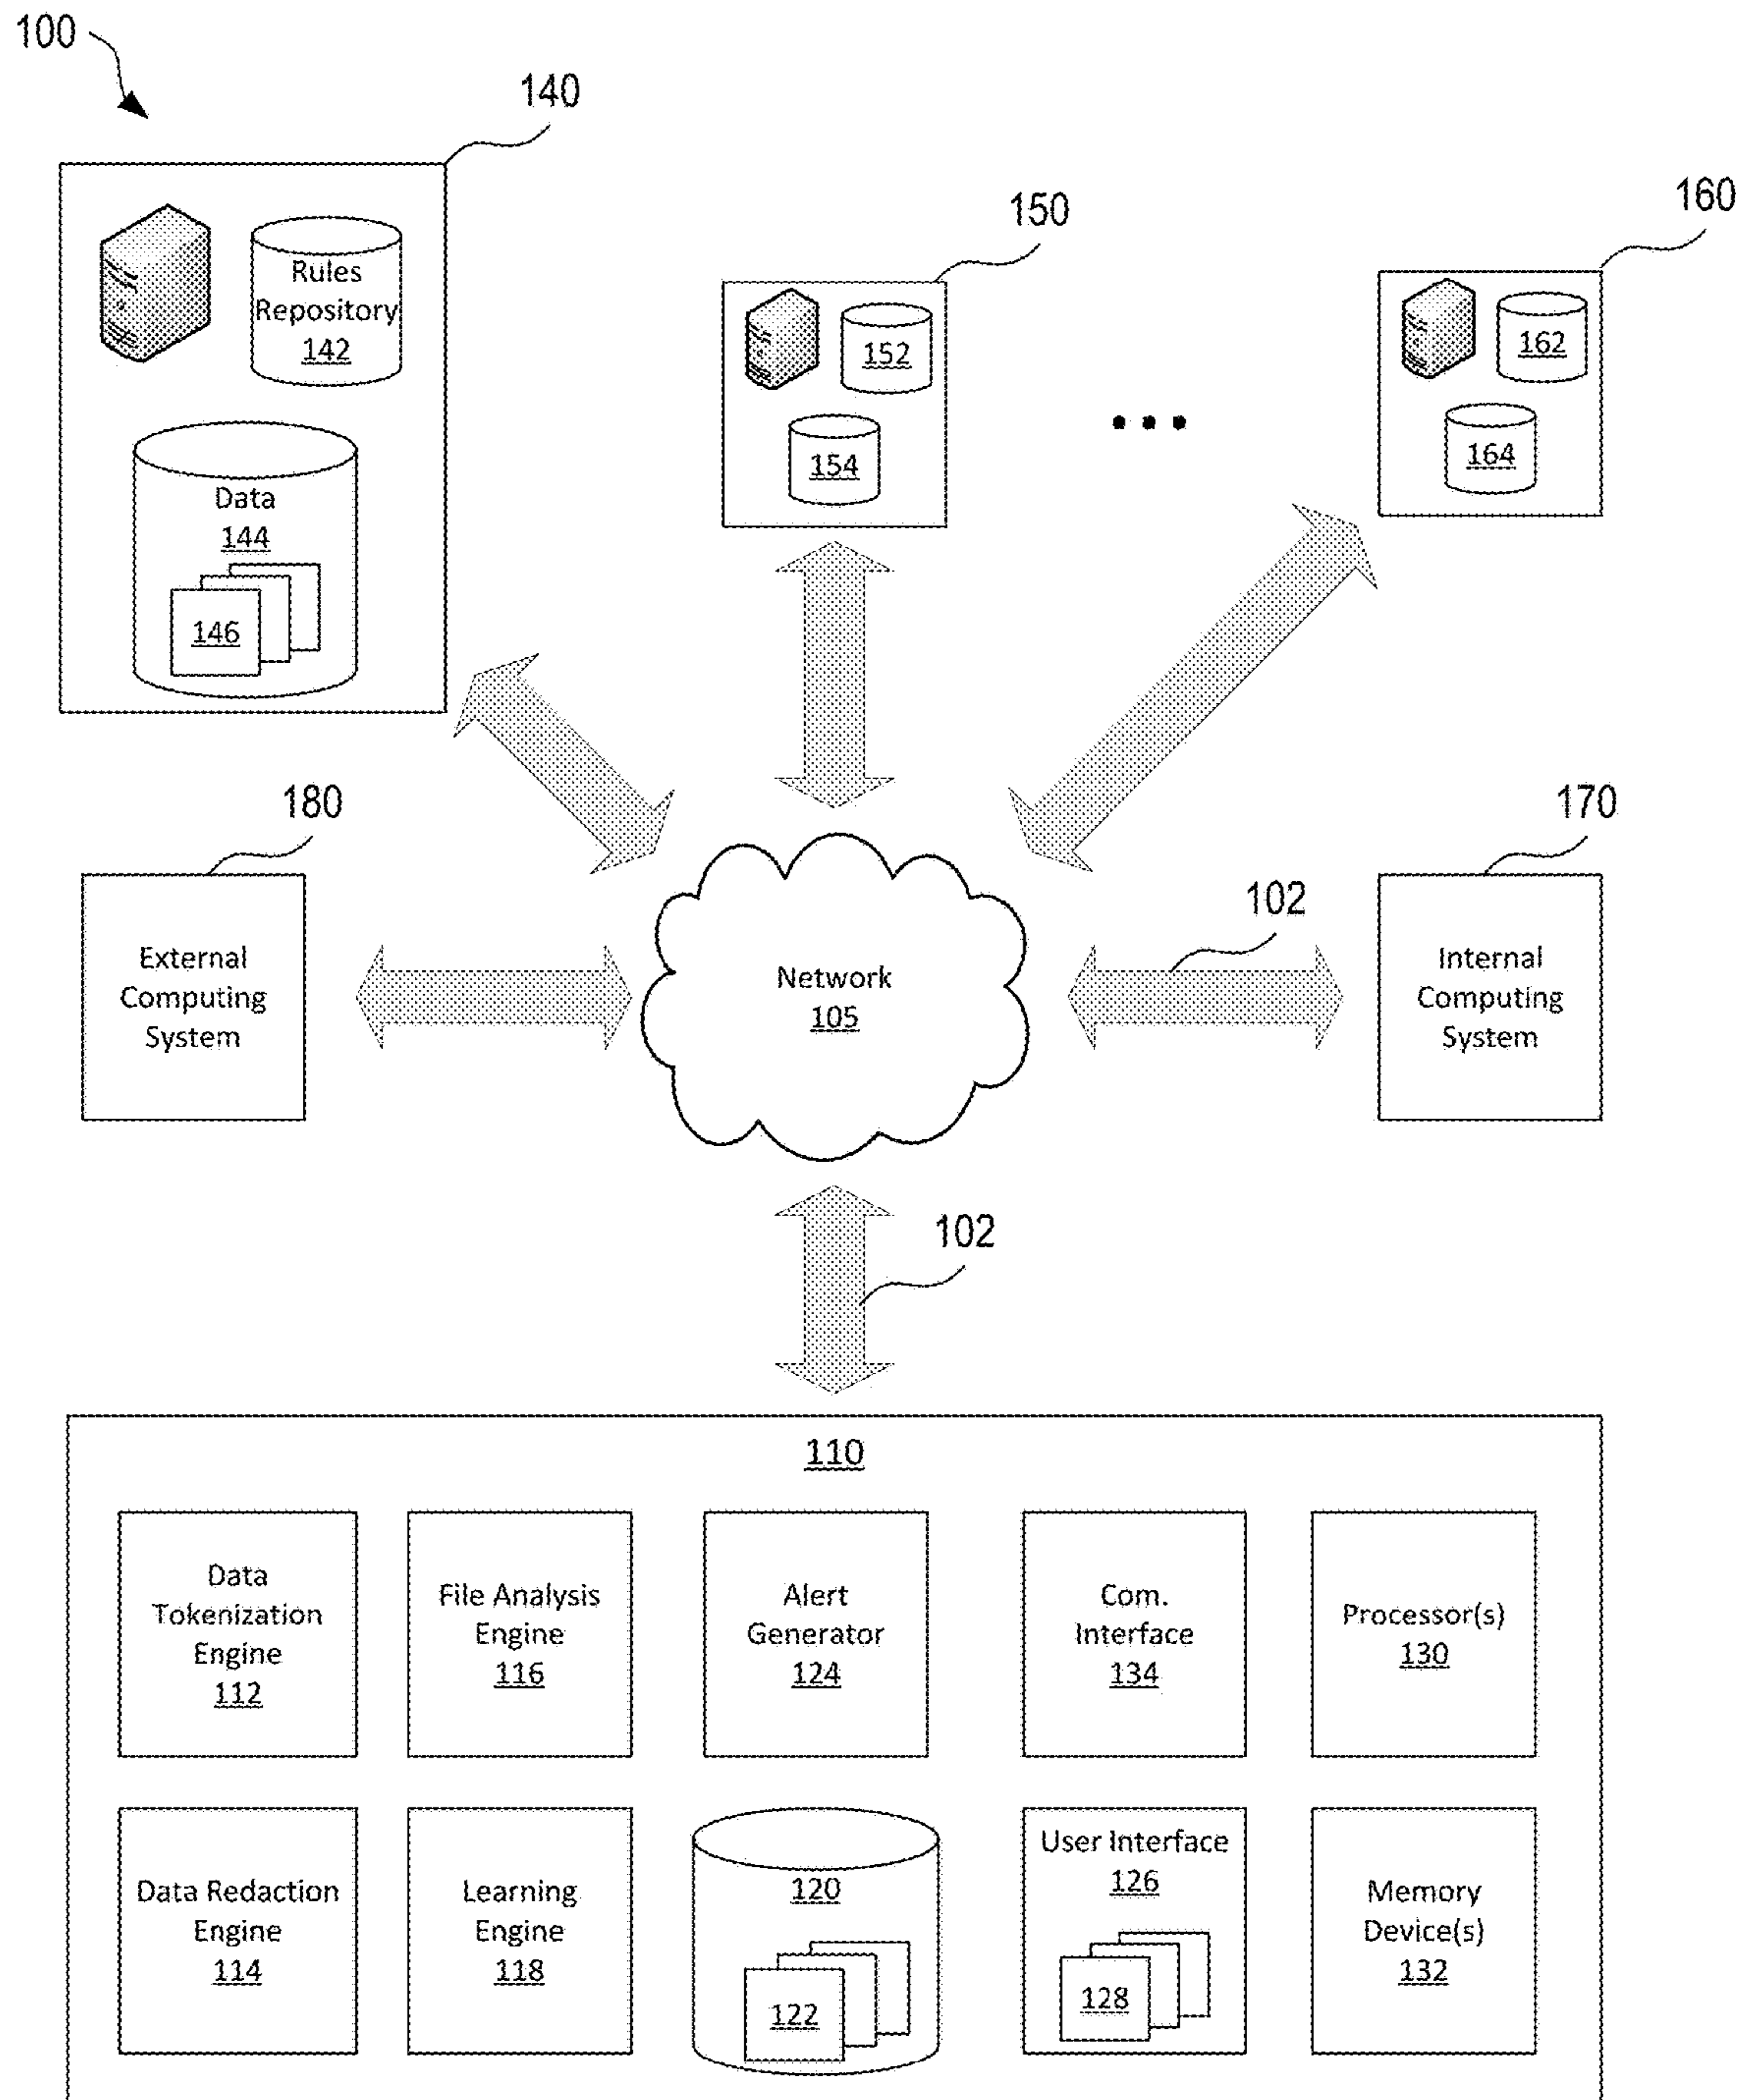 100
140
150
160
Rules
Repository
142
152
162
154
164
Data
144
146
180
170
102
External
Computing
System
Network
105
Internal
Computing
System
102
110
Data
Tokenization
Engine
112
File Analysis
Engine
116
Alert
Generator
124
Com.
Interface
134
Processor(s)
130
Data Redaction
Engine
114
Learning
Engine
118
120
122
User Interface
126
128
Memory
Device(s)
132